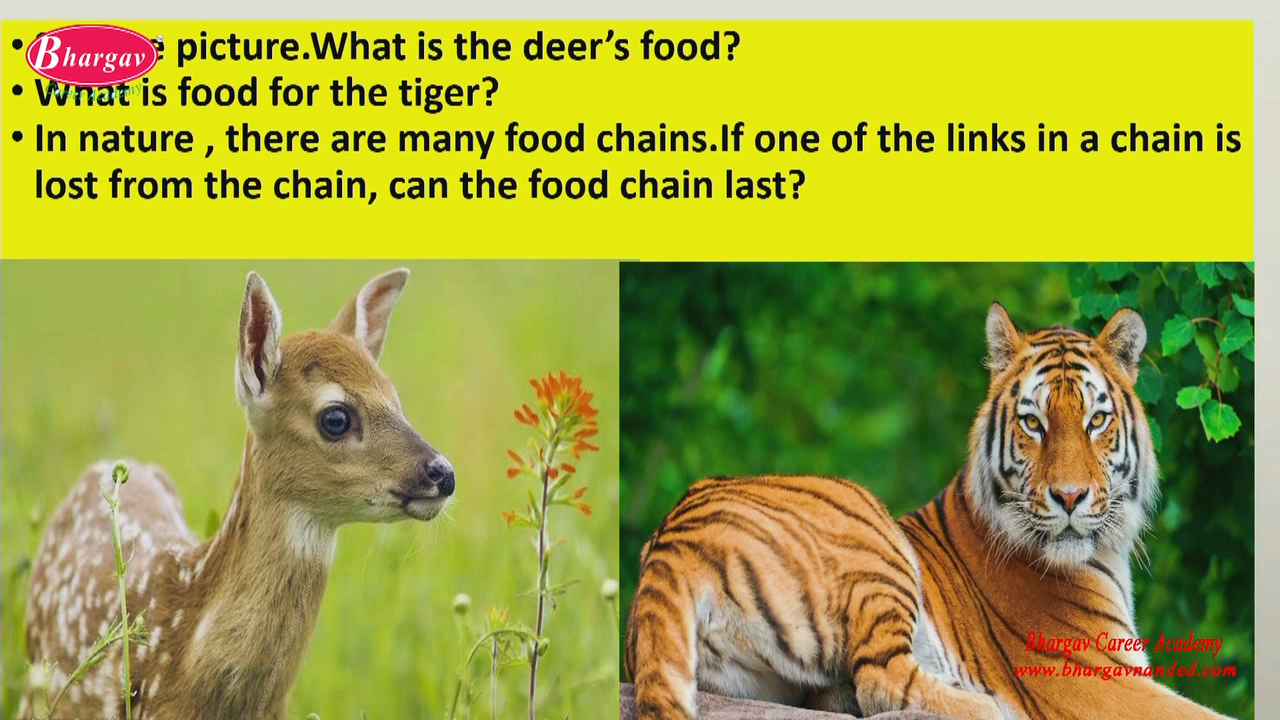 Bhargav
picture.What is the deer’s food?
• What is food for the tiger?
• In nature , there are many food chains.If one of the links in a chain is
lost from the chain, can the food chain last?
Bhargav Career Academy
www.bhargavnanded.com